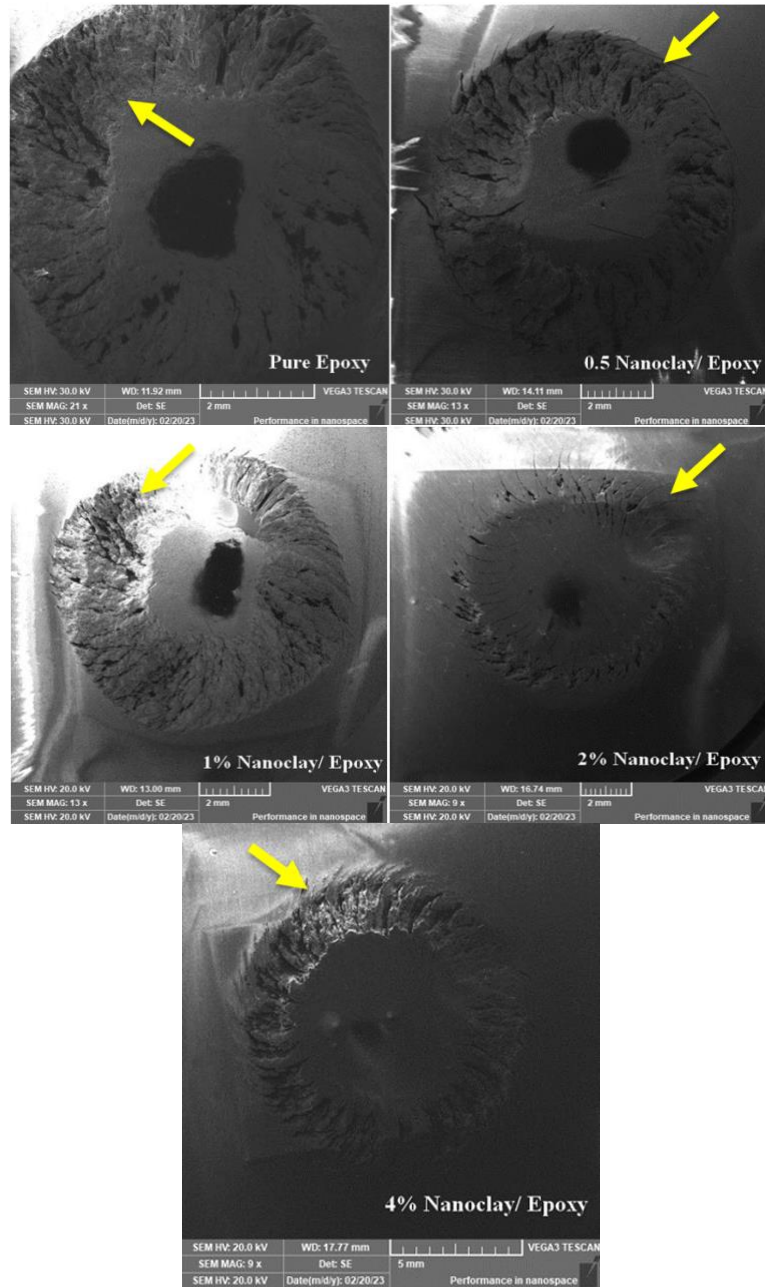 Pure Epoxy
SEM HV: 30.0 kV WD: 11.92 mm VEGA3 TESCAN
SEM MAG: 21 x Det: SE 2 mm
SEM HV: 30.0 kV Date(m/d/y): 02/20/23 Performance in nanospace
0.5 Nanoclay/ Epoxy
SEM HV: 30.0 kV WD: 14.11 mm VEGA3 TESCAN
SEM MAG: 13 x Det: SE 2 mm
SEM HV: 30.0 kV Date(m/d/y): 02/20/23 Performance in nanospace
1% Nanoclay/ Epoxy
SEM HV: 20.0 kV WD: 13.00 mm VEGA3 TESCAN
SEM MAG: 13 x Det: SE 2 mm
SEM HV: 20.0 kV Date(m/d/y): 02/20/23 Performance in nanospace
2% Nanoclay/ Epoxy
SEM HV: 20.0 kV WD: 16.74 mm VEGA3 TESCAN
SEM MAG: 9 x Det: SE 2 mm
SEM HV: 20.0 kV Date(m/d/y): 02/20/23 Performance in nanospace
4% Nanoclay/ Epoxy
SEM HV: 20.0 kV WD: 17.77 mm VEGA3 TESCAN
SEM MAG: 9 x Det: SE 5 mm
SEM HV: 20.0 kV Date(m/d/y): 02/20/23 Performance in nanospace